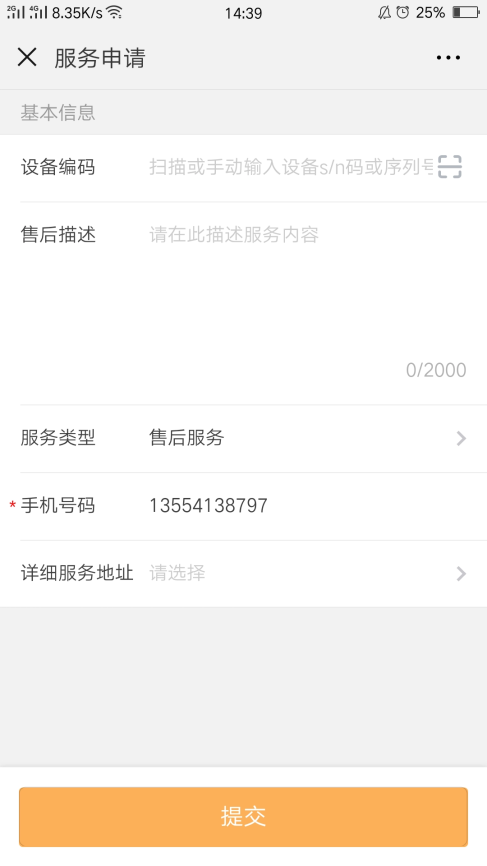 2G 4G 8.35K/s 14:39 25%
服务申请
基本信息
设备编码 扫描或手动输入设备s/n码或序列号
售后描述 请在此描述服务内容
0/2000
服务类型 售后服务
*手机号码 13554138797
详细服务地址 请选择
提交